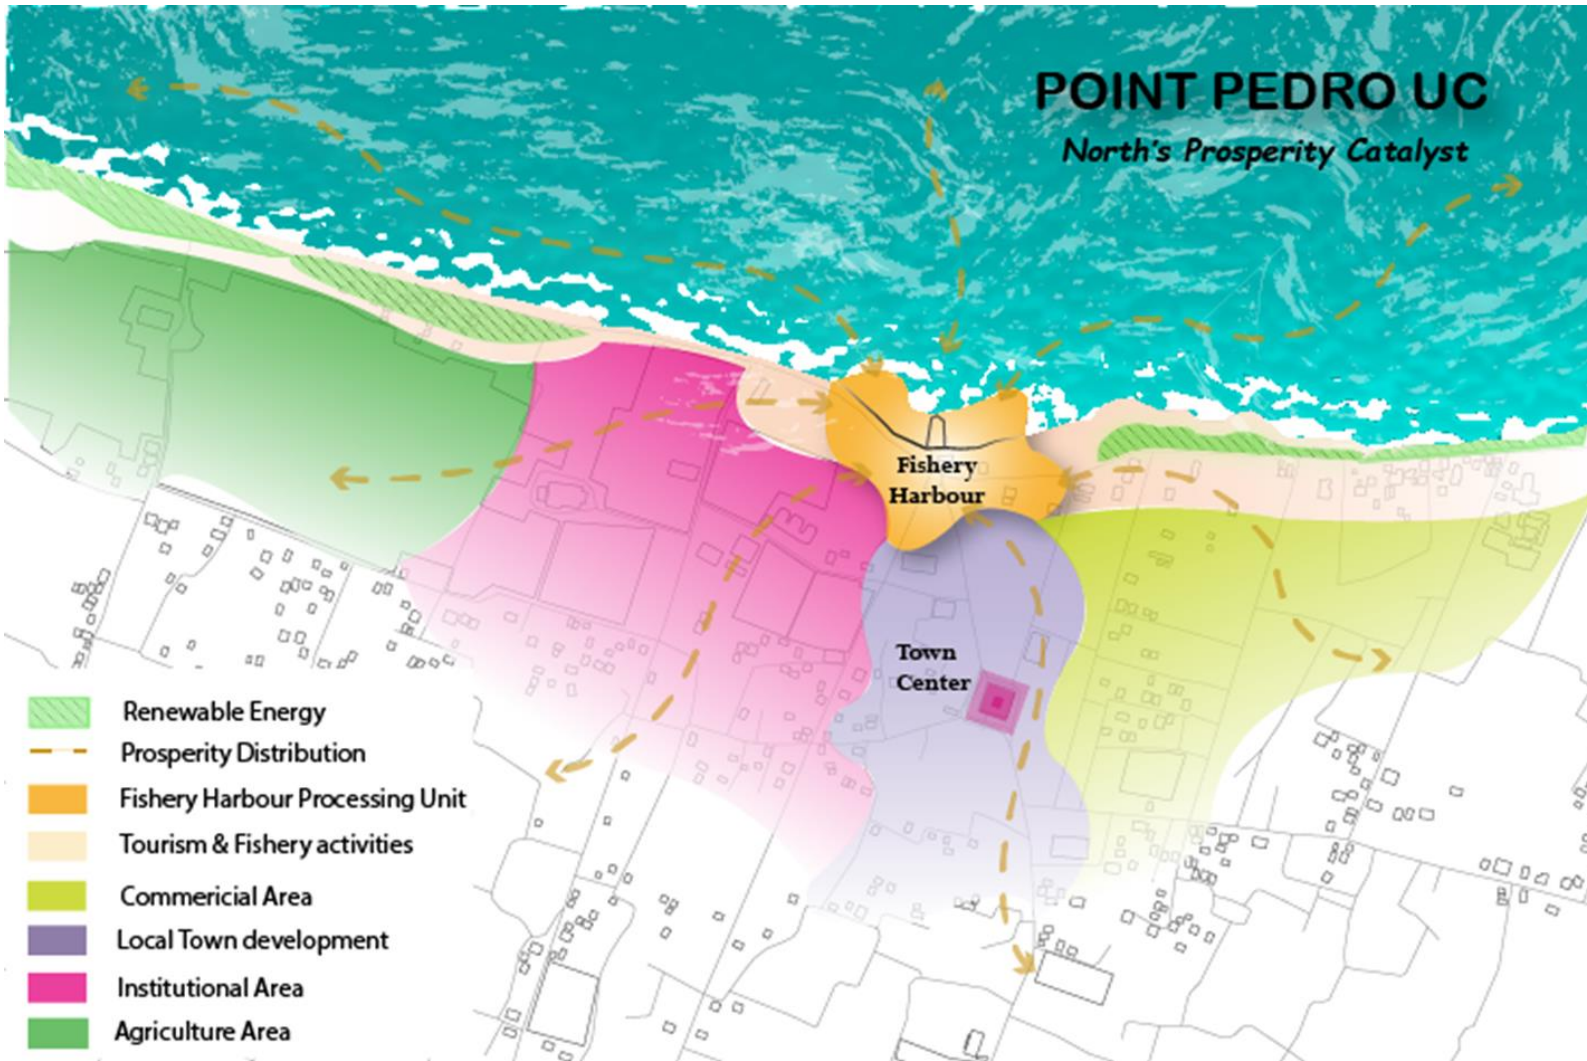 POINT PEDRO UC
North's Prosperity Catalyst
Fishery
Harbour
Town
Center
Renewable Energy
Prosperity Distribution
Fishery Harbour Processing Unit
Tourism & Fishery activities
Commericial Area
Local Town development
Institutional Area
Agriculture Area